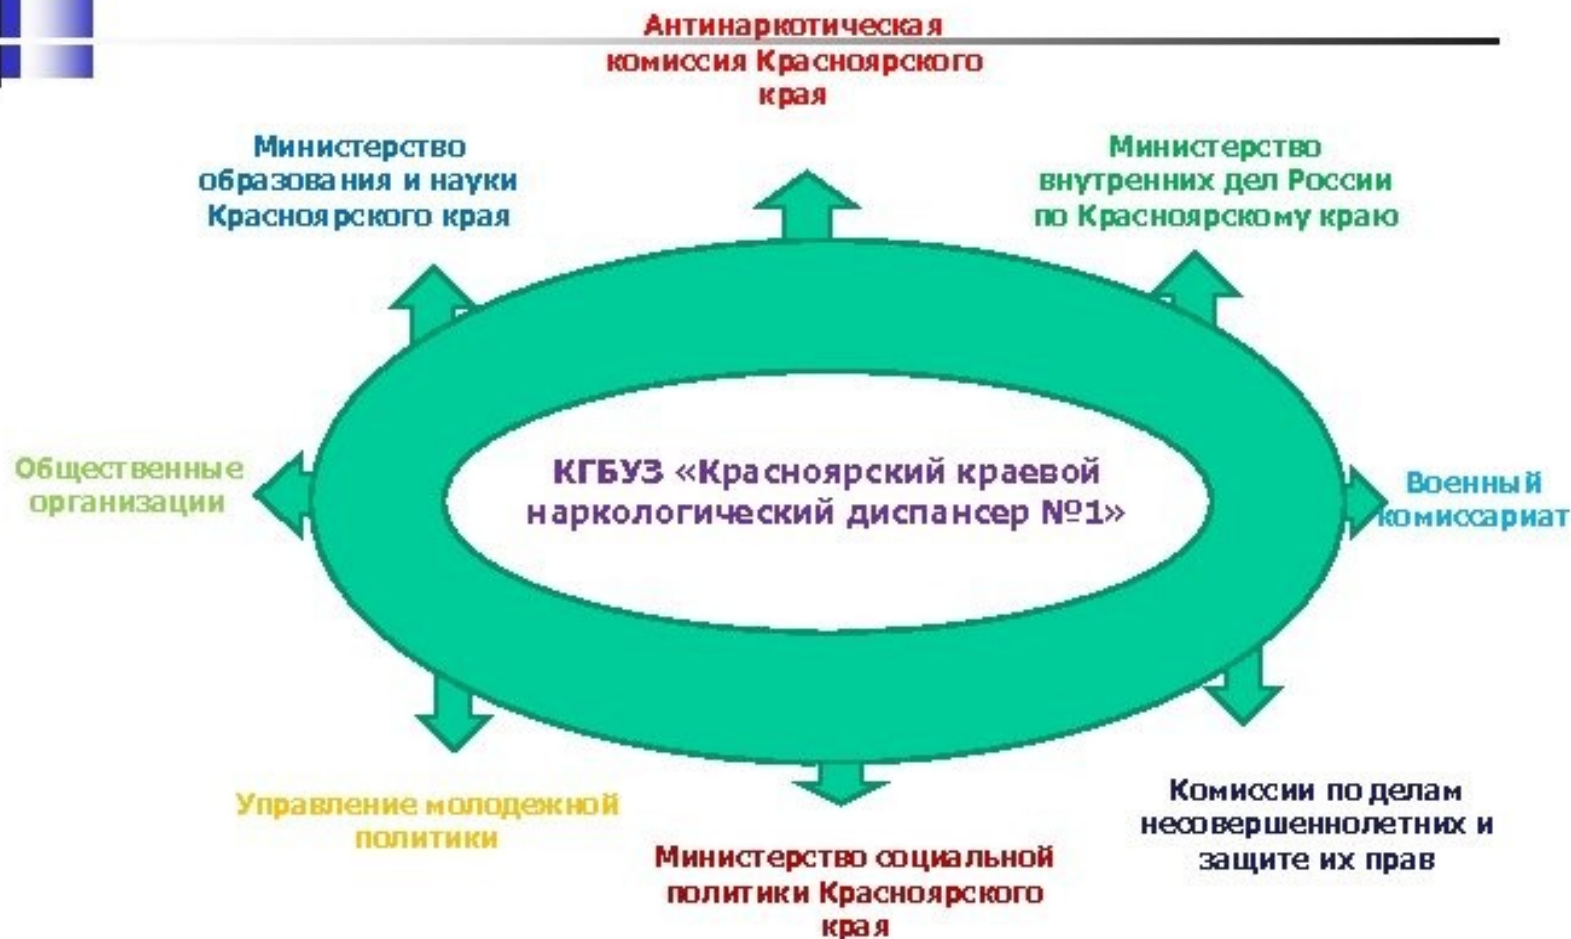 Антинаркотическая
комиссия Красноярского
края
Министерство
образования и науки
Красноярского края
Министерство
внутренних дел России
по Красноярскому краю
Общественные
организации
КГБУЗ «Красноярский краевой
наркологический диспансер №1»
Военный
комиссариат
Управление молодежной
политики
Министерство социальной
политики Красноярского
края
Комиссии по делам
несовершеннолетних и
защите их прав